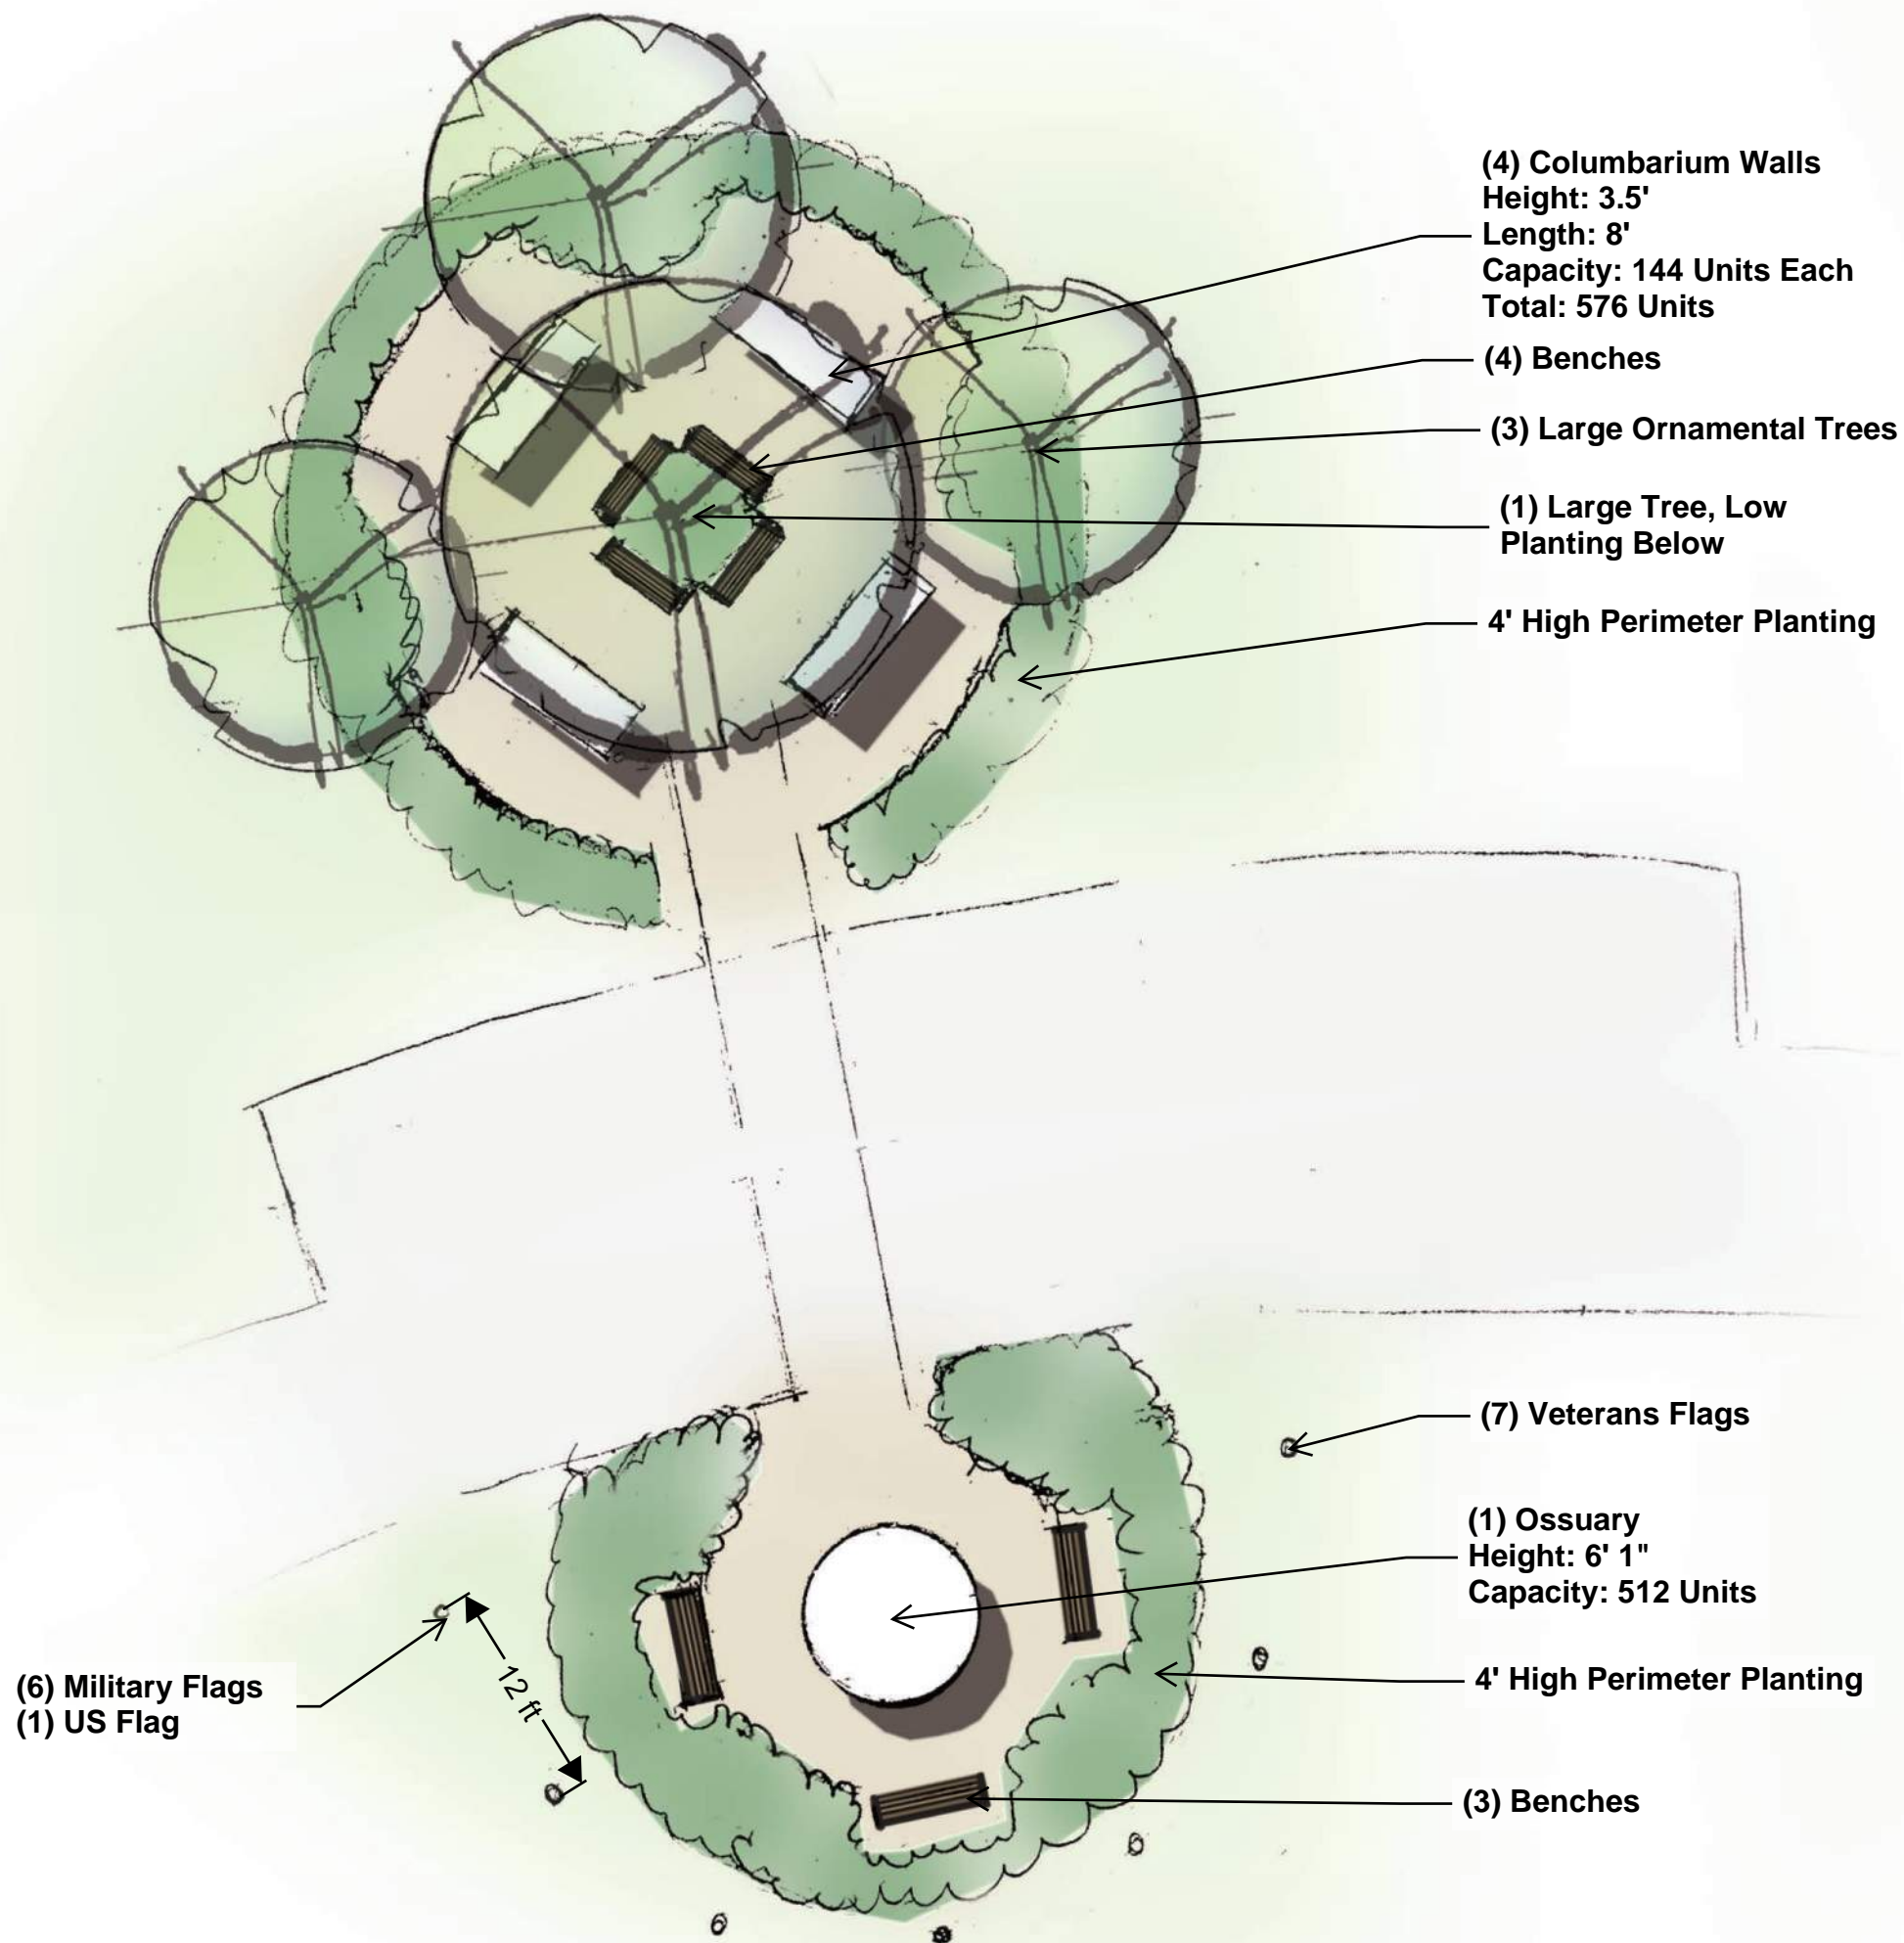 (4) Columbarium Walls
Height: 3.5'
Length: 8'
Capacity: 144 Units Each
Total: 576 Units
(4) Benches
(3) Large Ornamental Trees
(1) Large Tree, Low
Planting Below
4' High Perimeter Planting
(7) Veterans Flags
(1) Ossuary
Height: 6' 1"
Capacity: 512 Units
(6) Military Flags
(1) US Flag
12 ft
4' High Perimeter Planting
(3) Benches